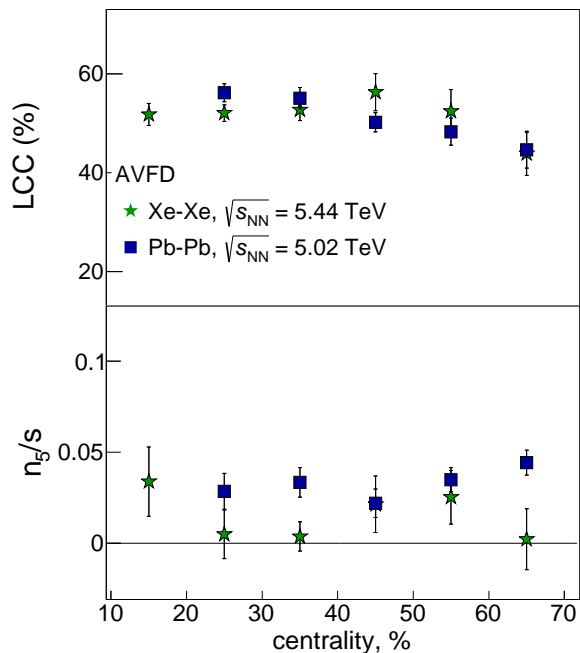 LCC (%)
60
40
20
AVFD
Xe-Xe, √sNN = 5.44 TeV
Pb-Pb, √sNN = 5.02 TeV
n5/s
0.1
0.05
0
10 20 30 40 50 60 70
centrality, %